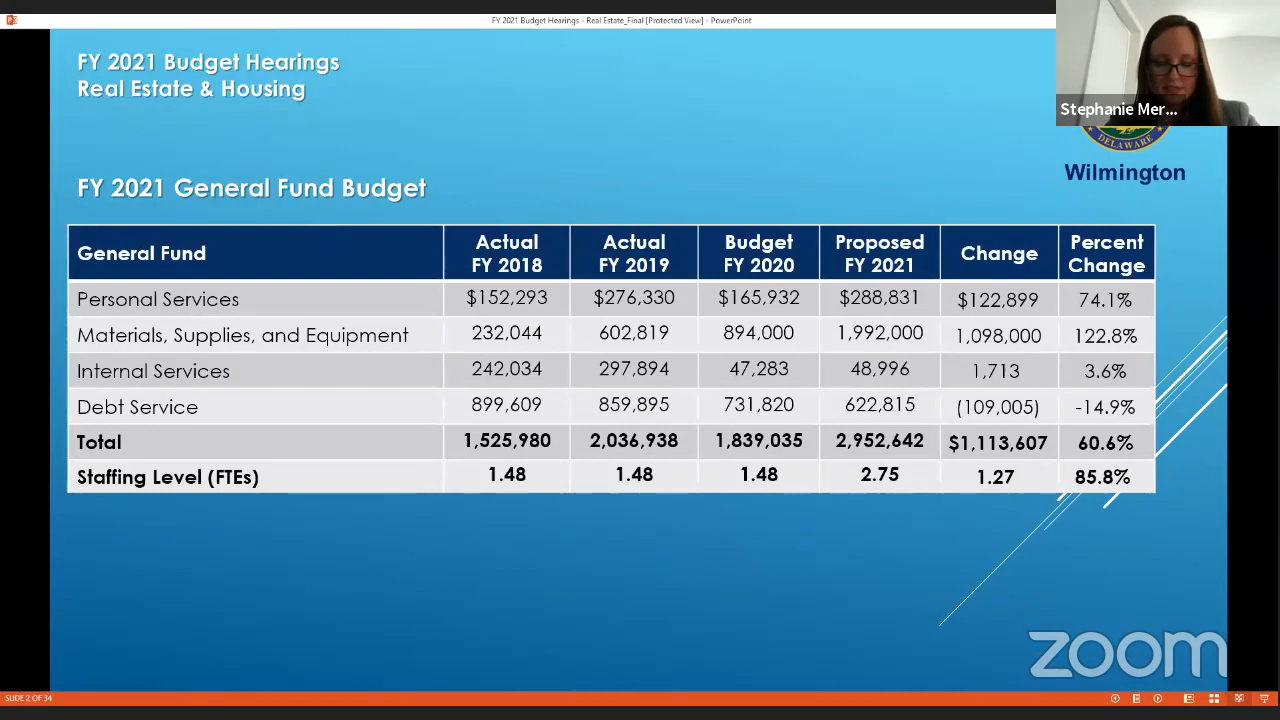 FY 2021 Budget Hearings - Real Estate_Final [Protected View] - PowerPoint
Stephanie Mer...
FY 2021 Budget Hearings
Real Estate & Housing
DELAWARE
Wilmington
FY 2021 General Fund Budget
General Fund Actual FY 2018 Actual FY 2019 Budget FY 2020 Proposed FY 2021 Change Percent Change
Personal Services $152,293 $276,330 $165,932 $288,831 $122,899 74.1%
Materials, Supplies, and Equipment 232,044 602,819 894,000 1,992,000 1,098,000 122.8%
Internal Services 242,034 297,894 47,283 48,996 1,713 3.6%
Debt Service 899,609 859,895 731,820 622,815 (109,005) -14.9%
Total 1,525,980 2,036,938 1,839,035 2,952,642 $1,113,607 60.6%
Staffing Level (FTEs) 1.48 1.48 1.48 2.75 1.27 85.8%
zoom
SLIDE 2 OF 34